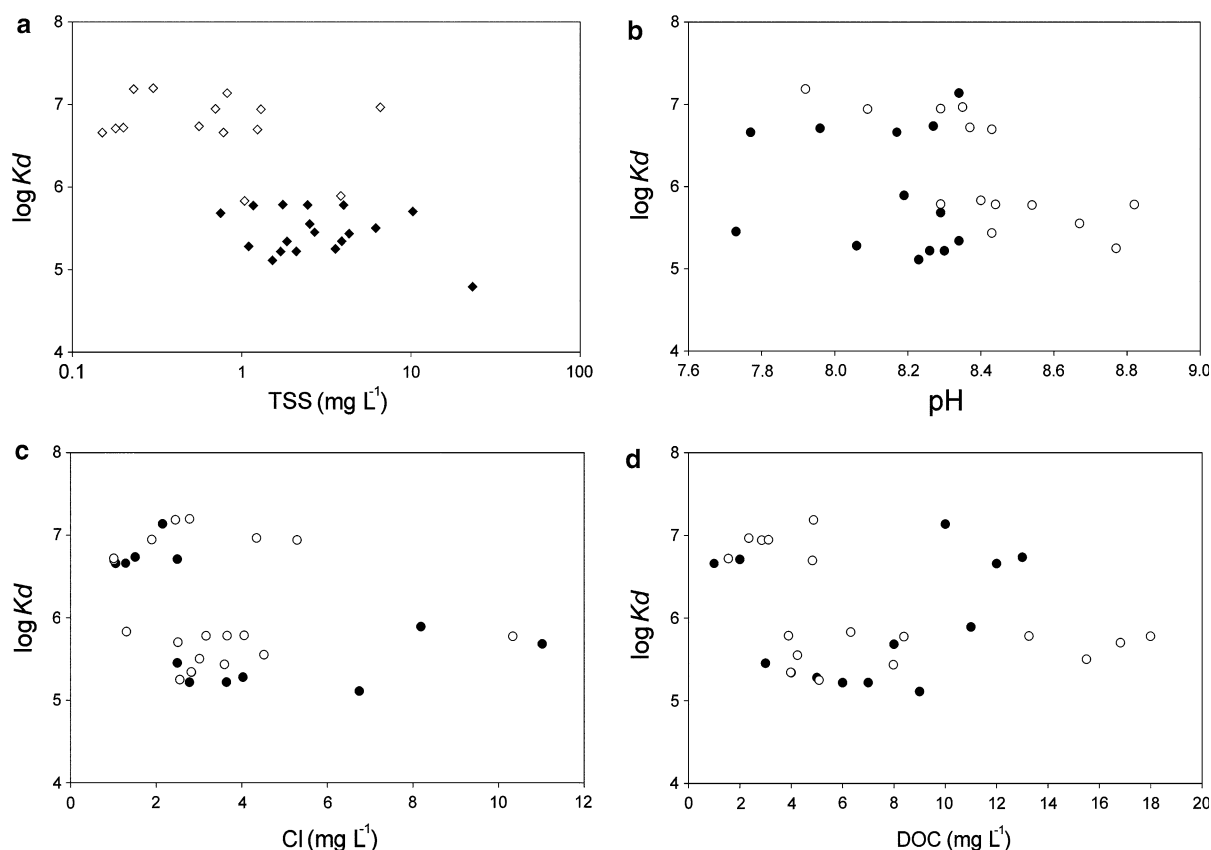 a
8
7
6
5
4
log Kd
0.1 1 10 100
TSS (mg L-1)
b
8
7
6
5
4
log Kd
7.6 7.8 8.0 8.2 8.4 8.6 8.8 9.0
pH
c
8
7
6
5
4
log Kd
0 2 4 6 8 10 12
Cl (mg L-1)
d
8
7
6
5
4
log Kd
0 2 4 6 8 10 12 14 16 18 20
DOC (mg L-1)